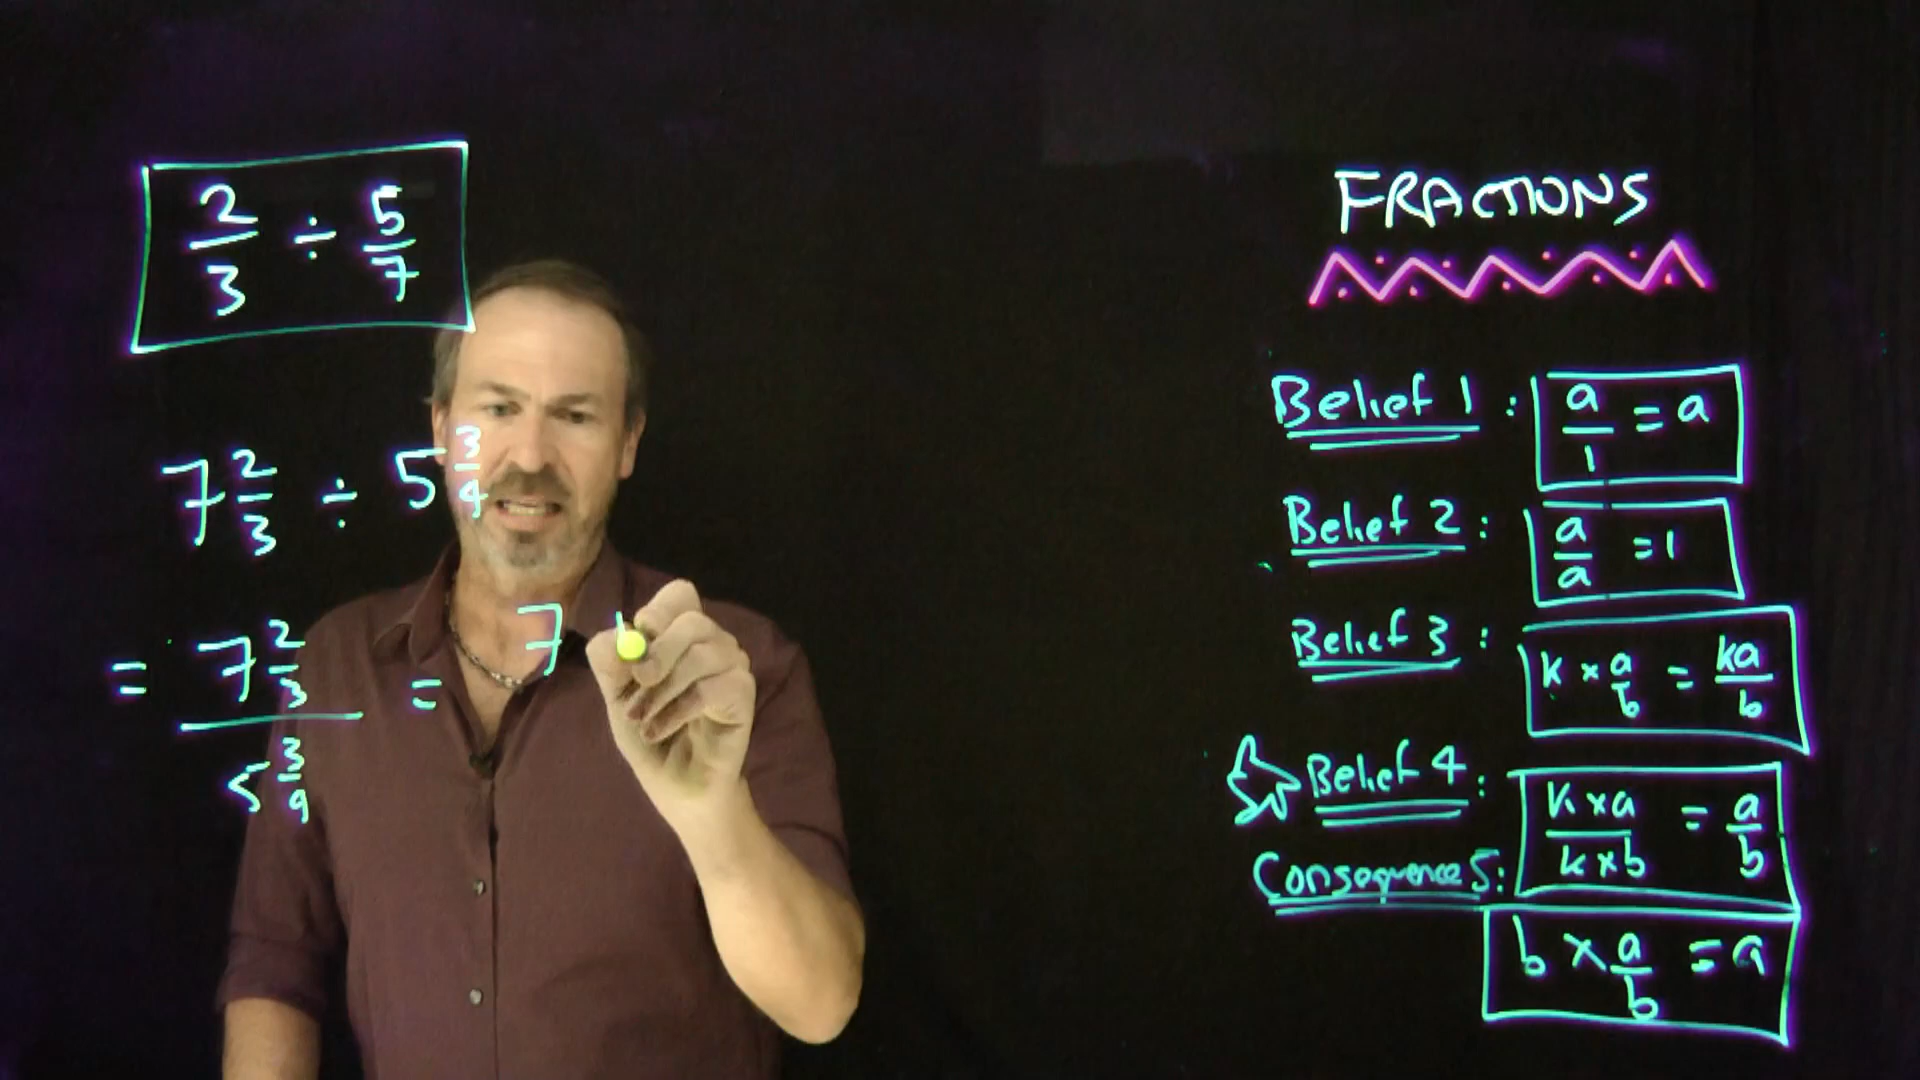 2/3 ÷ 5/7
7 2/3 ÷ 5 3/4
= 7 2/3 / 5 3/4 = 7
FRACTIONS
Belief 1 : a/1 = a
Belief 2 : a/a = 1
Belief 3 : k × a/b = ka/b
Belief 4 : k × a / k × b = a/b
Consequence 5 : b × a/b = a